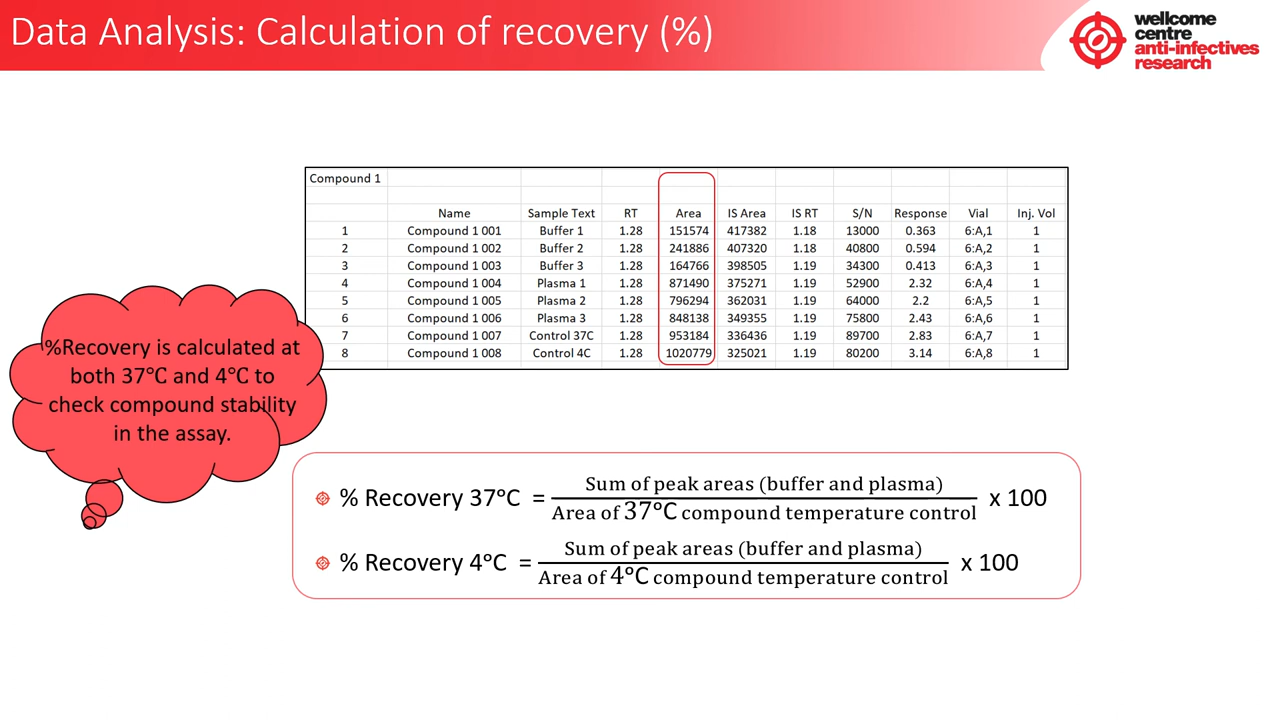 Data Analysis: Calculation of recovery (%)
wellcome
centre
anti-infectives
research
Compound 1
Name Sample Text RT Area IS Area IS RT S/N Response Vial Inj. Vol
1 Compound 1 001 Buffer 1 1.28 151574 417382 1.18 13000 0.363 6:A,1 1
2 Compound 1 002 Buffer 2 1.28 241886 407320 1.18 40800 0.594 6:A,2 1
3 Compound 1 003 Buffer 3 1.28 164766 398505 1.19 34300 0.413 6:A,3 1
4 Compound 1 004 Plasma 1 1.28 871490 375271 1.19 52900 2.32 6:A,4 1
5 Compound 1 005 Plasma 2 1.28 796294 362031 1.19 64000 2.2 6:A,5 1
6 Compound 1 006 Plasma 3 1.28 848138 349355 1.19 75800 2.43 6:A,6 1
7 Compound 1 007 Control 37C 1.28 953184 336436 1.19 89700 2.83 6:A,7 1
8 Compound 1 008 Control 4C 1.28 1020779 325021 1.19 80200 3.14 6:A,8 1
%Recovery is calculated at
both 37°C and 4°C to
check compound stability
in the assay.
Sum of peak areas (buffer and plasma)
% Recovery 37°C = x 100
Area of 37°C compound temperature control
Sum of peak areas (buffer and plasma)
% Recovery 4°C = x 100
Area of 4°C compound temperature control